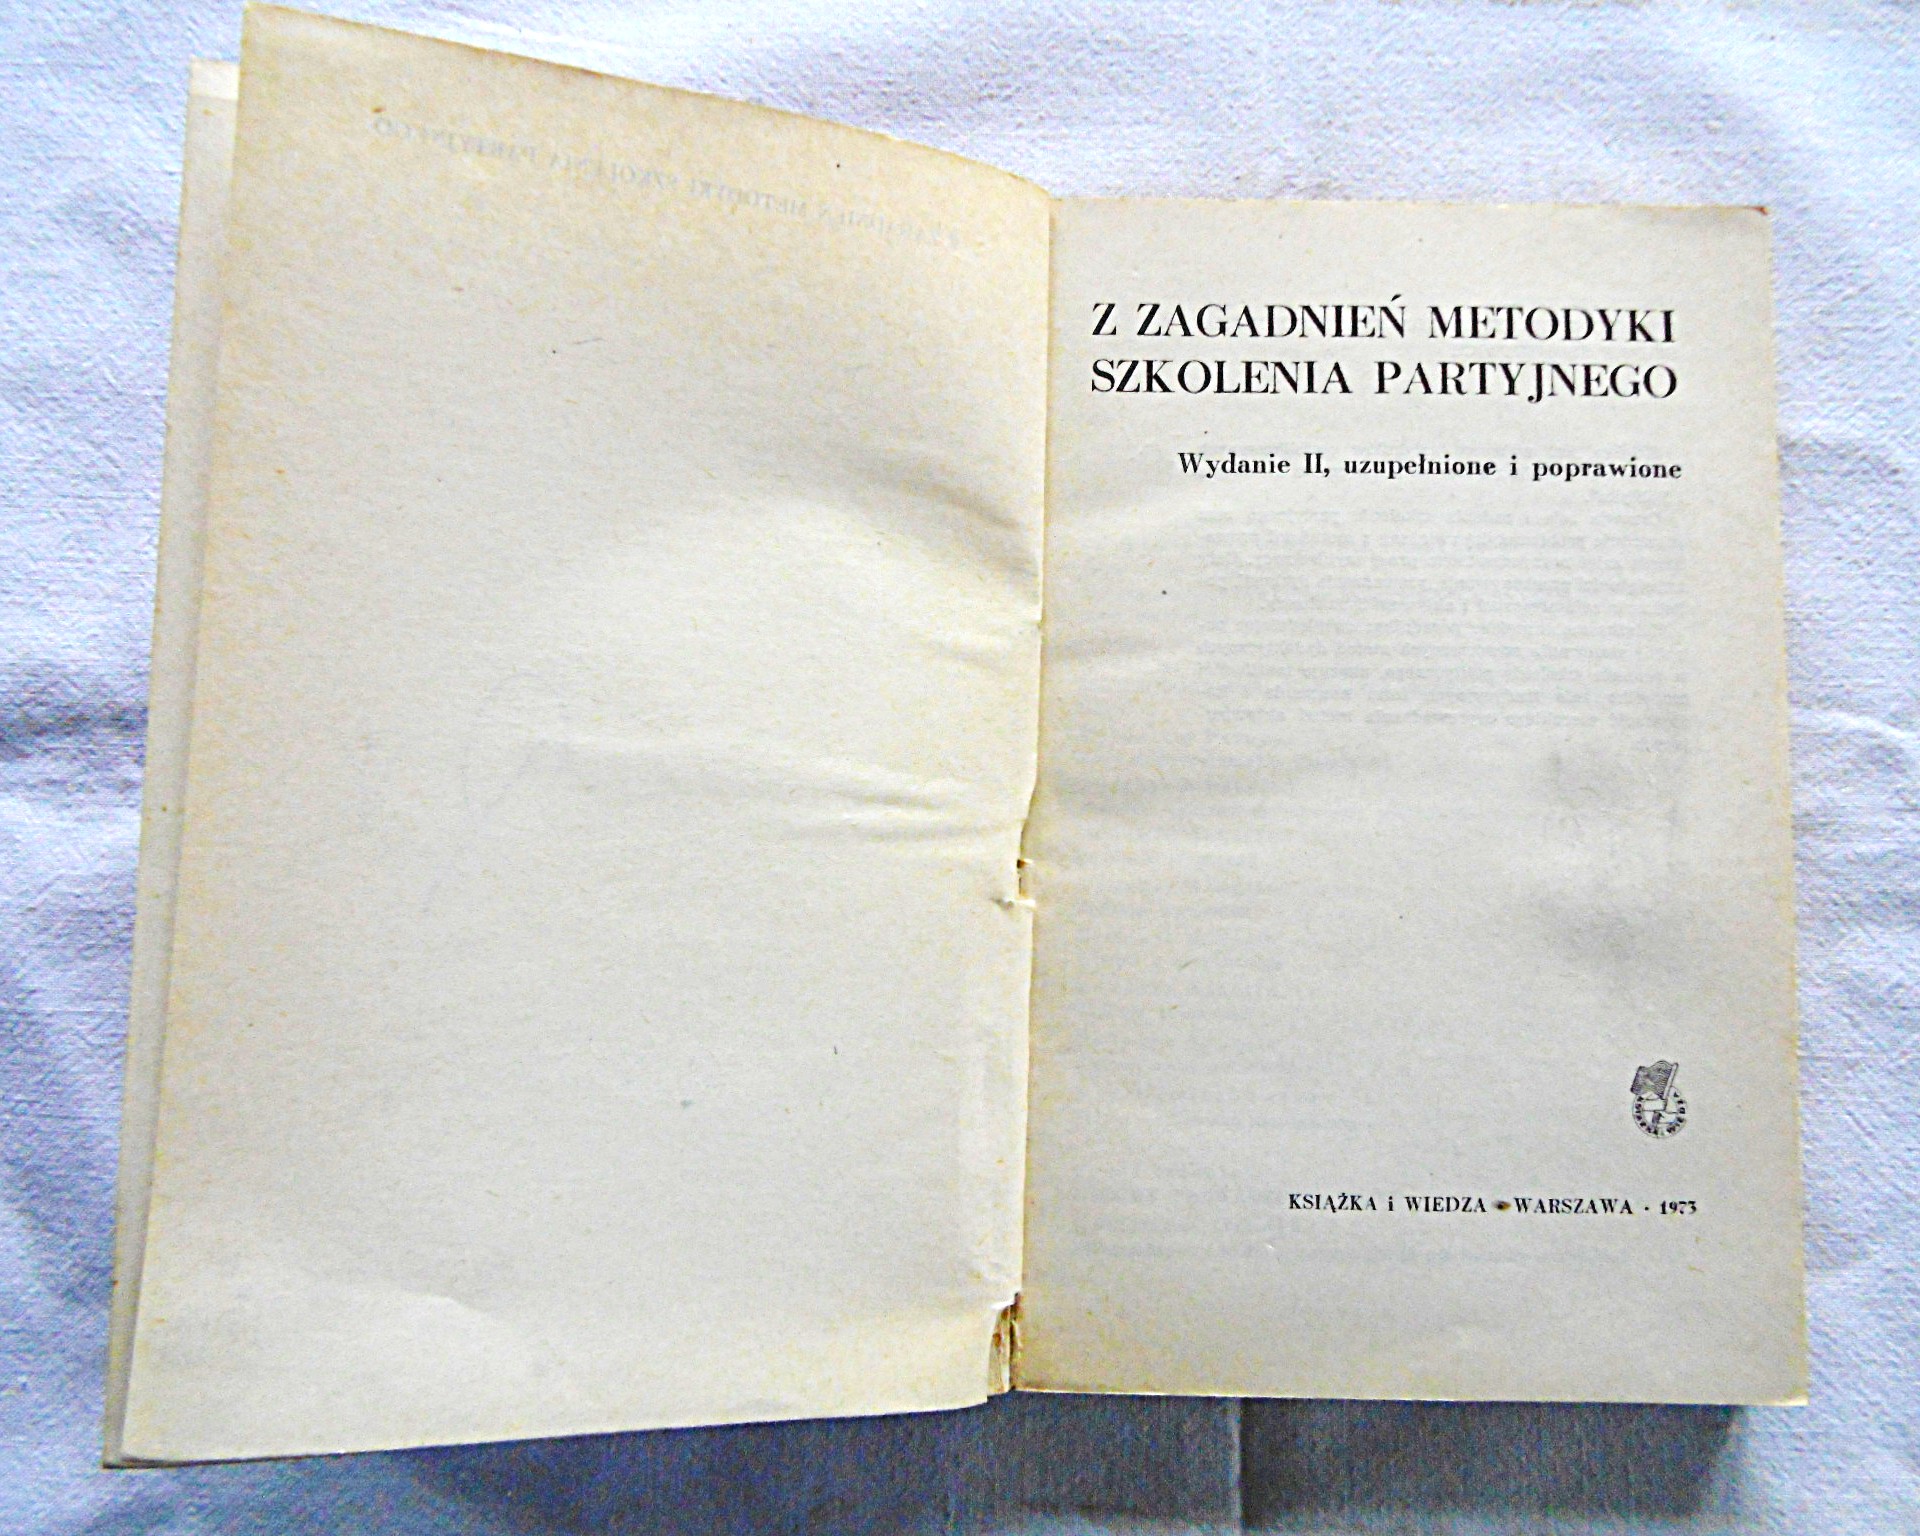 Z ZAGADNIEŃ METODYKI
SZKOLENIA PARTYJNEGO
Wydanie II, uzupełnione i poprawione
KSIĄŻKA i WIEDZA • WARSZAWA • 1973